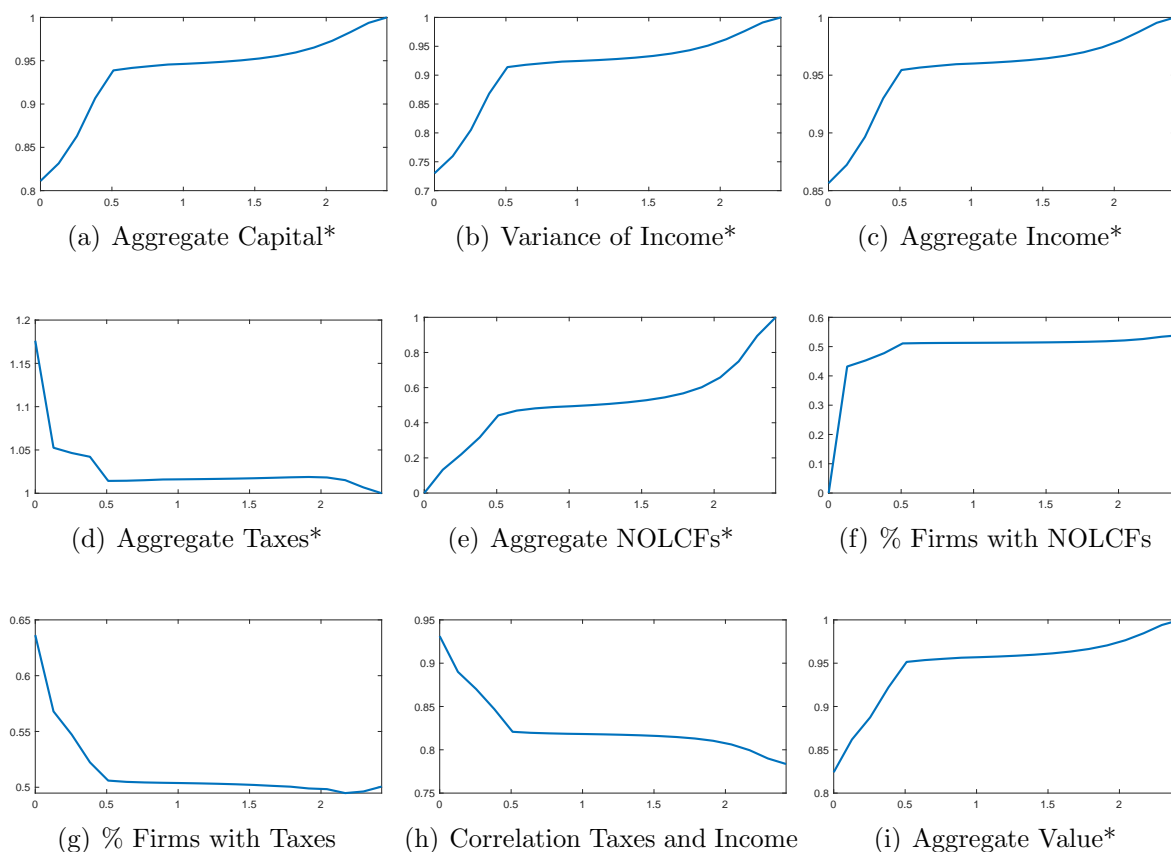 1
0.95
0.9
0.85
0.8
0 0.5 1 1.5 2
(a) Aggregate Capital*
1
0.95
0.9
0.85
0.8
0.75
0.7
0 0.5 1 1.5 2
(b) Variance of Income*
1
0.95
0.9
0.85
0 0.5 1 1.5 2
(c) Aggregate Income*
1.2
1.15
1.1
1.05
1
0 0.5 1 1.5 2
(d) Aggregate Taxes*
1
0.8
0.6
0.4
0.2
0
0 0.5 1 1.5 2
(e) Aggregate NOLCFs*
0.6
0.5
0.4
0.3
0.2
0.1
0
0 0.5 1 1.5 2
(f) % Firms with NOLCFs
0.65
0.6
0.55
0.5
0 0.5 1 1.5 2
(g) % Firms with Taxes
0.95
0.9
0.85
0.8
0.75
0 0.5 1 1.5 2
(h) Correlation Taxes and Income
1
0.95
0.9
0.85
0.8
0 0.5 1 1.5 2
(i) Aggregate Value*